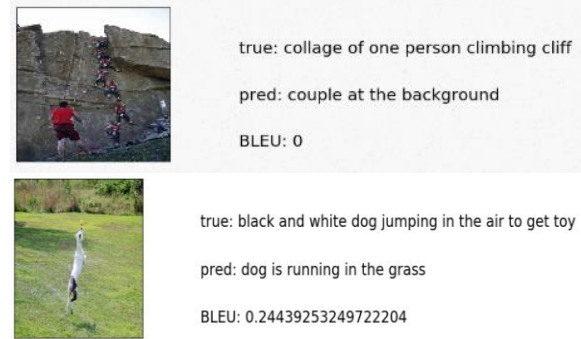 true: collage of one person climbing cliff
pred: couple at the background
BLEU: 0
true: black and white dog jumping in the air to get toy
pred: dog is running in the grass
BLEU: 0.24439253249722204